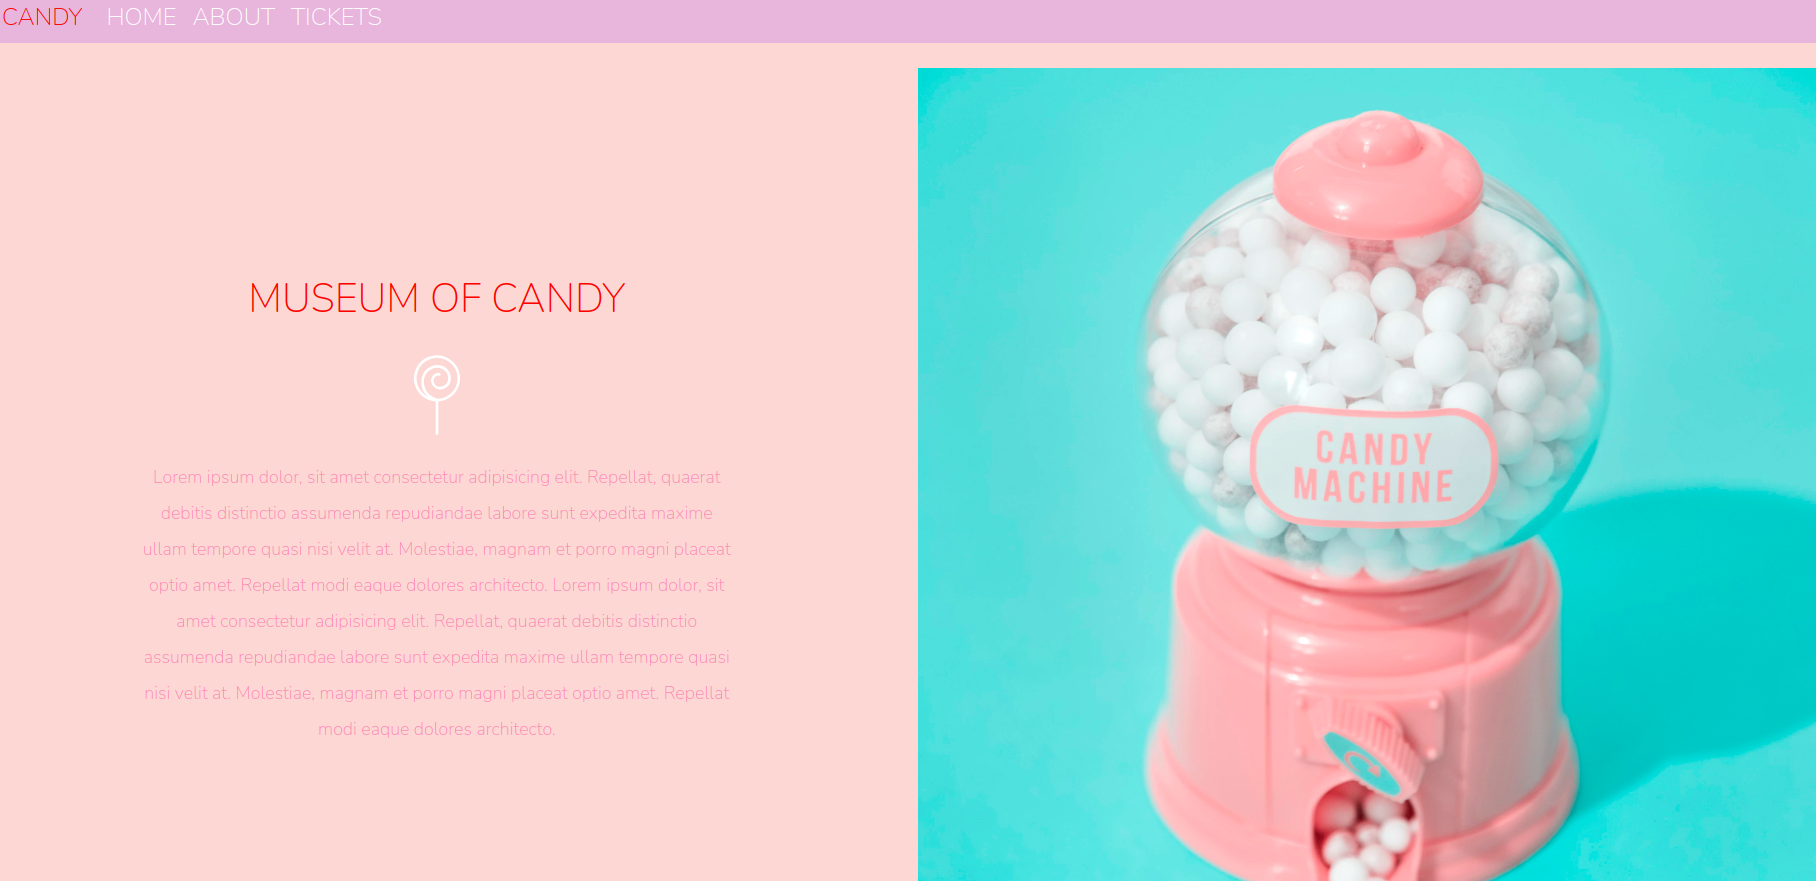 CANDY HOME ABOUT TICKETS
MUSEUM OF CANDY
Lorem ipsum dolor, sit amet consectetur adipisicing elit. Repellat, quaerat
debitis distinctio assumenda repudiandae labore sunt expedita maxime
ullam tempore quasi nisi velit at. Molestiae, magnam et porro magni placeat
optio amet. Repellat modi eaque dolores architecto. Lorem ipsum dolor, sit
amet consectetur adipisicing elit. Repellat, quaerat debitis distinctio
assumenda repudiandae labore sunt expedita maxime ullam tempore quasi
nisi velit at. Molestiae, magnam et porro magni placeat optio amet. Repellat
modi eaque dolores architecto.
CANDY
MACHINE